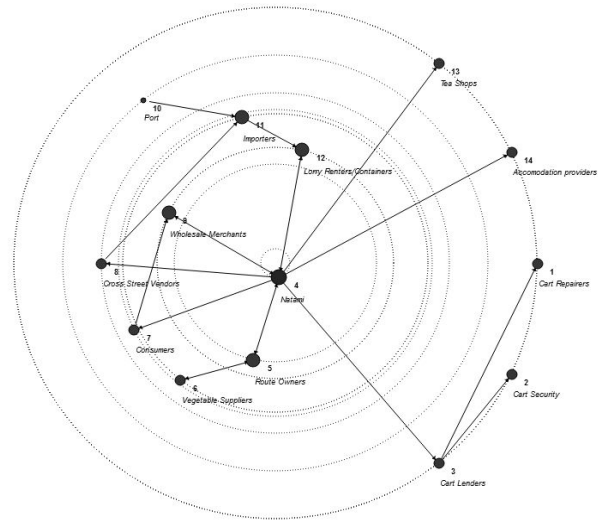 13
Tea Shops
10
Port
11
Importers
12
Lorry Renters/Containers
14
Accomodation providers
9
Wholesale Merchants
8
Cross Street Vendors
4
Natami
1
Cart Repairers
7
Consumers
5
Route Owners
6
Vegetable Suppliers
2
Cart Security
3
Cart Lenders